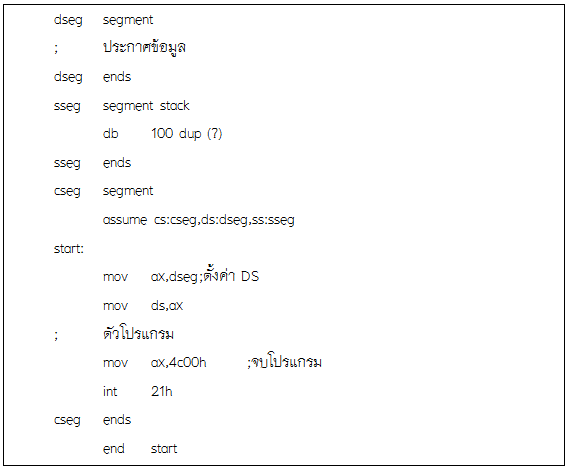 dseg segment
; ประกาศข้อมูล
dseg ends
sseg segment stack
db 100 dup (?)
sseg ends
cseg segment
assume cs:cseg,ds:dseg,ss:sseg
start:
mov ax,dseg;ตั้งค่า DS
mov ds,ax
; ตัวโปรแกรม
mov ax,4c00h ;จบโปรแกรม
int 21h
cseg ends
end start